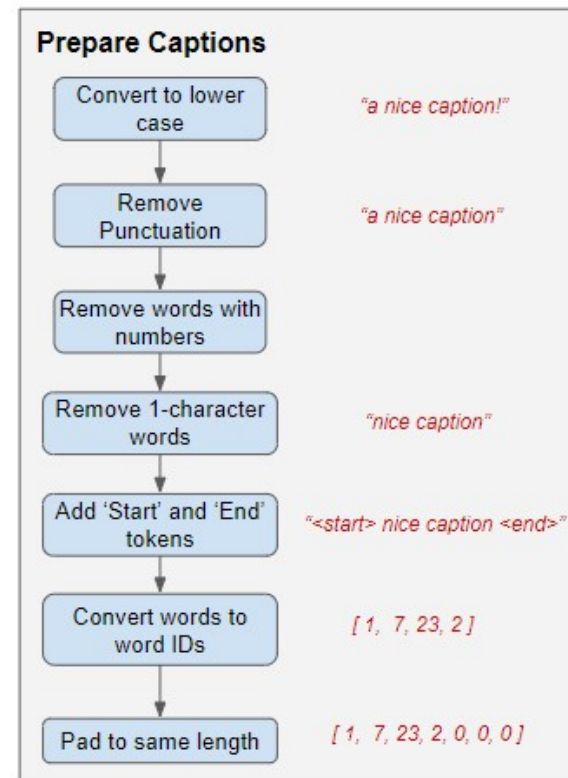 Prepare Captions
Convert to lower
case
“a nice caption!”
Remove
Punctuation
“a nice caption”
Remove words with
numbers
Remove 1-character
words
“nice caption”
Add ‘Start’ and ‘End’
tokens
“<start> nice caption <end>”
Convert words to
word IDs
[ 1, 7, 23, 2 ]
Pad to same length
[ 1, 7, 23, 2, 0, 0, 0 ]